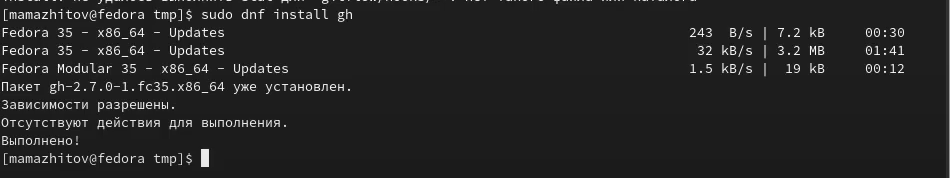 [mamazhitov@fedora tmp]$ sudo dnf install gh
Fedora 35 - x86_64 - Updates 243 B/s | 7.2 kB 00:30
Fedora 35 - x86_64 - Updates 32 kB/s | 3.2 MB 01:41
Fedora Modular 35 - x86_64 - Updates 1.5 kB/s | 19 kB 00:12
Пакет gh-2.7.0-1.fc35.x86_64 уже установлен.
Зависимости разрешены.
Отсутствуют действия для выполнения.
Выполнено!
[mamazhitov@fedora tmp]$